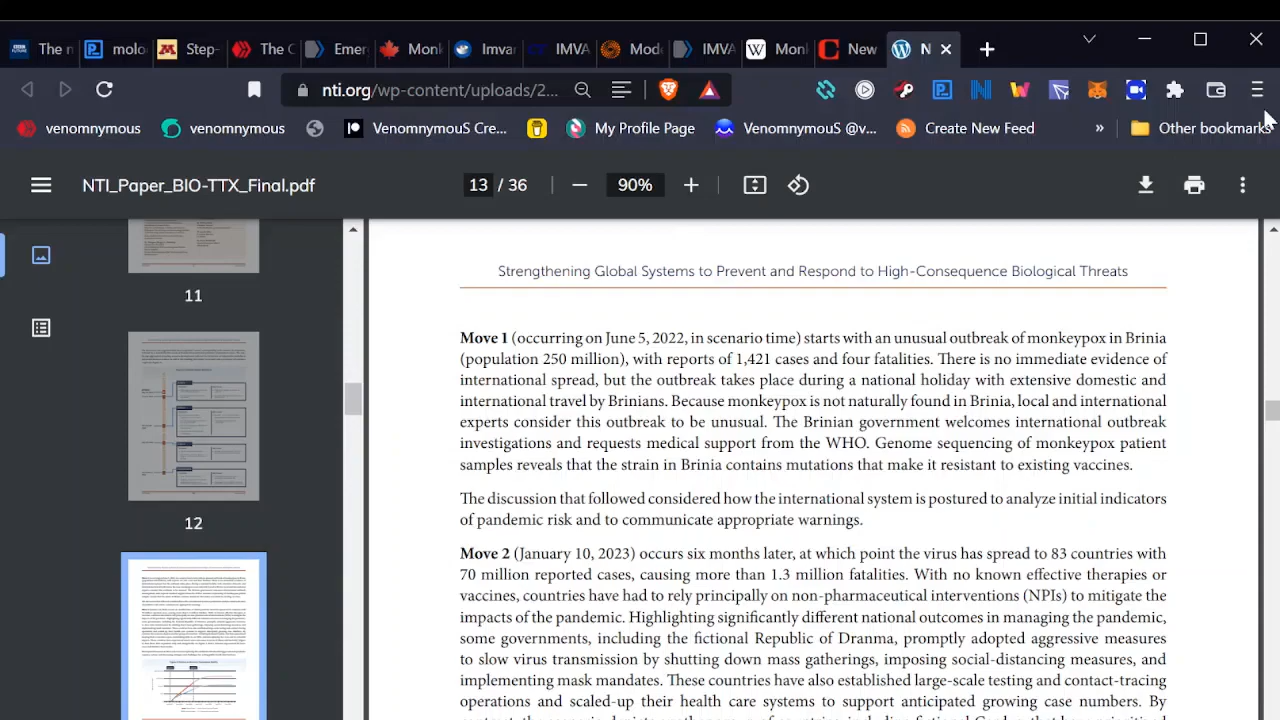 The n
molo
Step-
The C
Emer
Monk
Imvar
IMVA
Mode
IMVA
Monk
New
N
nti.org/wp-content/uploads/2...
venomnymous
venomnymous
VenomnymouS Cre...
My Profile Page
VenomnymouS @v...
Create New Feed
»
Other bookmarks
NTI_Paper_BIO-TTX_Final.pdf
13 / 36
90%
11
12
Strengthening Global Systems to Prevent and Respond to High-Consequence Biological Threats
Move 1 (occurring on June 5, 2022, in scenario time) starts with an unusual outbreak of monkeypox in Brinia
(population 250 million), with reports of 1,421 cases and four fatalities. There is no immediate evidence of
international spread. The outbreak takes place during a national holiday with extensive domestic and
international travel by Brinians. Because monkeypox is not naturally found in Brinia, local and international
experts consider this outbreak to be unusual. The Brinian government welcomes international outbreak
investigations and requests medical support from the WHO. Genome sequencing of monkeypox patient
samples reveals that the strain in Brinia contains mutations that make it resistant to existing vaccines.
The discussion that followed considered how the international system is postured to analyze initial indicators
of pandemic risk and to communicate appropriate warnings.
Move 2 (January 10, 2023) occurs six months later, at which point the virus has spread to 83 countries with
70 million reported cases and more than 1.3 million fatalities. With no known effective therapies or
vaccines, countries have had to rely principally on non-pharmaceutical interventions (NPIs) to mitigate the
impacts of the pandemic.
governments, including the fictional Republic of Dranma, promptly adopted aggressive measures
to slow virus transmission by shutting down mass gatherings, imposing social-distancing measures, and
implementing mask mandates. These countries have also established large-scale testing and contact-tracing
operations and scaled-up their health care systems to support anticipated growing case numbers. By